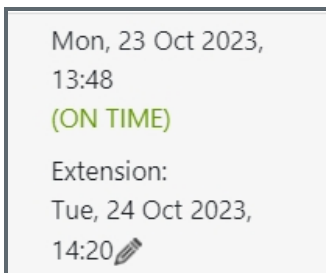 Mon, 23 Oct 2023,
13:48
(ON TIME)
Extension:
Tue, 24 Oct 2023,
14:20